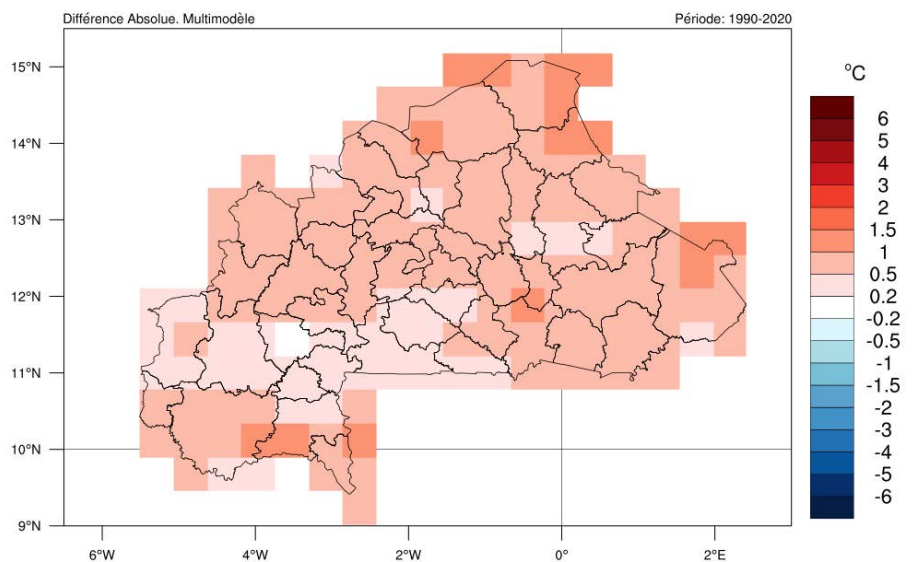 Différence Absolue. Multimodèle
Période: 1990-2020
15°N
14°N
13°N
12°N
11°N
10°N
9°N
6°W
4°W
2°W
0°
2°E
°C
6
5
4
3
2
1.5
1
0.5
0.2
-0.2
-0.5
-1
-1.5
-2
-3
-4
-5
-6